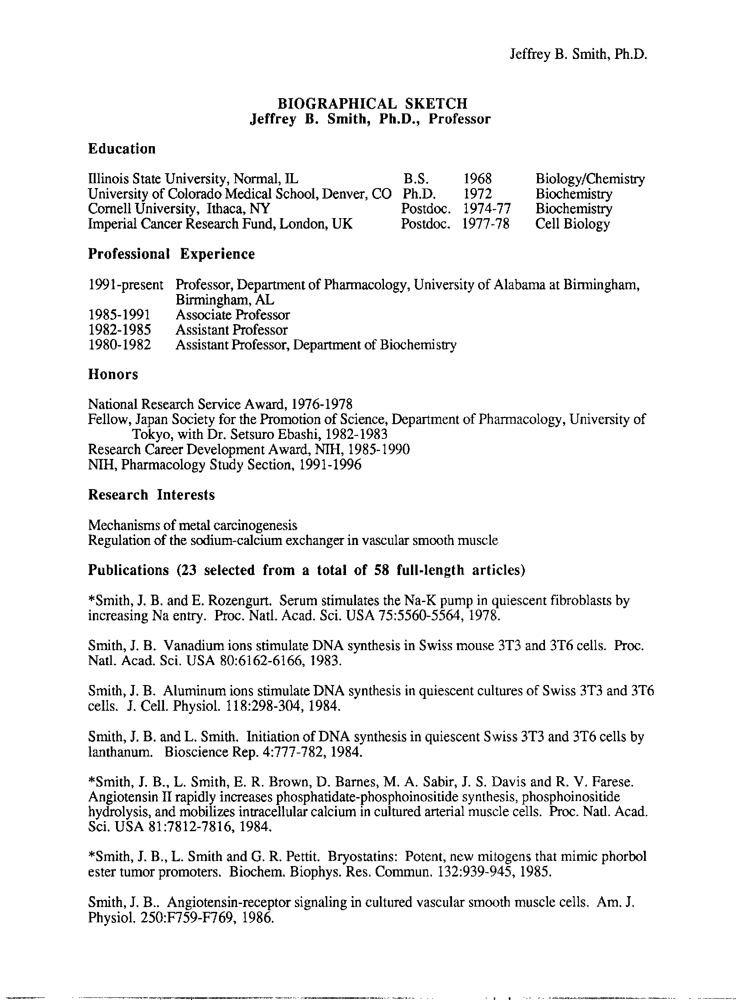 Jeffrey B. Smith, Ph.D.
BIOGRAPHICAL SKETCH
Jeffrey B. Smith, Ph.D., Professor
Education
Illinois State University, Normal, IL B.S. 1968 Biology/Chemistry
University of Colorado Medical School, Denver, CO Ph.D. 1972 Biochemistry
Cornell University, Ithaca, NY Postdoc. 1974-77 Biochemistry
Imperial Cancer Research Fund, London, UK Postdoc. 1977-78 Cell Biology
Professional Experience
1991-present Professor, Department of Pharmacology, University of Alabama at Birmingham,
Birmingham, AL
1985-1991 Associate Professor
1982-1985 Assistant Professor
1980-1982 Assistant Professor, Department of Biochemistry
Honors
National Research Service Award, 1976-1978
Fellow, Japan Society for the Promotion of Science, Department of Pharmacology, University of
Tokyo, with Dr. Setsuro Ebashi, 1982-1983
Research Career Development Award, NIH, 1985-1990
NIH, Pharmacology Study Section, 1991-1996
Research Interests
Mechanisms of metal carcinogenesis
Regulation of the sodium-calcium exchanger in vascular smooth muscle
Publications (23 selected from a total of 58 full-length articles)
*Smith, J. B. and E. Rozengurt. Serum stimulates the Na-K pump in quiescent fibroblasts by
increasing Na entry. Proc. Natl. Acad. Sci. USA 75:5560-5564, 1978.
Smith, J. B. Vanadium ions stimulate DNA synthesis in Swiss mouse 3T3 and 3T6 cells. Proc.
Natl. Acad. Sci. USA 80:6162-6166, 1983.
Smith, J. B. Aluminum ions stimulate DNA synthesis in quiescent cultures of Swiss 3T3 and 3T6
cells. J. Cell. Physiol. 118:298-304, 1984.
Smith, J. B. and L. Smith. Initiation of DNA synthesis in quiescent Swiss 3T3 and 3T6 cells by
lanthanum. Bioscience Rep. 4:777-782, 1984.
*Smith, J. B., L. Smith, E. R. Brown, D. Barnes, M. A. Sabir, J. S. Davis and R. V. Farese.
Angiotensin II rapidly increases phosphatidate-phosphoinositide synthesis, phosphoinositide
hydrolysis, and mobilizes intracellular calcium in cultured arterial muscle cells. Proc. Natl. Acad.
Sci. USA 81:7812-7816, 1984.
*Smith, J. B., L. Smith and G. R. Pettit. Bryostatins: Potent, new mitogens that mimic phorbol
ester tumor promoters. Biochem. Biophys. Res. Commun. 132:939-945, 1985.
Smith, J. B.. Angiotensin-receptor signaling in cultured vascular smooth muscle cells. Am. J.
Physiol. 250:F759-F769, 1986.